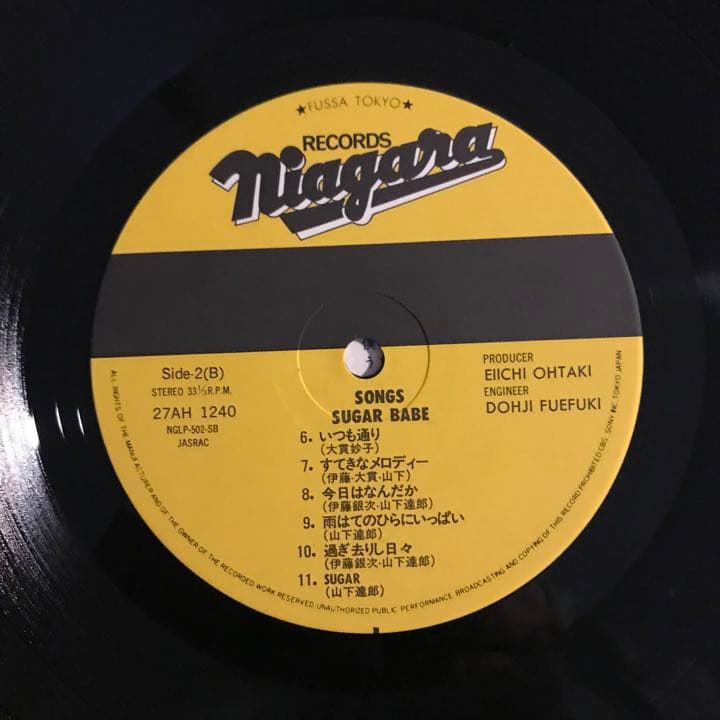 ★FUSSA TOKYO★
RECORDS
Niagara
Side-2(B)
STEREO 33⅓R.P.M.
27AH 1240
NGLP-502-SB
JASRAC
PRODUCER
EIICHI OHTAKI
ENGINEER
DOHJI FUEFUKI
SONGS
SUGAR BABE
6. いつも通り
(大貫妙子)
7. すてきなメロディー
(伊藤·大貫·山下)
8. 今日はなんだか
(伊藤銀次·山下達郎)
9. 雨はてのひらにいっぱい
(山下達郎)
10. 過ぎ去りし日々
(伊藤銀次·山下達郎)
11. SUGAR
(山下達郎)
ALL RIGHTS OF THE MANUFACTURER AND OF THE OWNER OF THE RECORDED WORK RESERVED. UNAUTHORIZED PUBLIC PERFORMANCE. BROADCASTING AND COPYING OF THIS RECORD PROHIBITED CBS SONY INC. TOKYO JAPAN